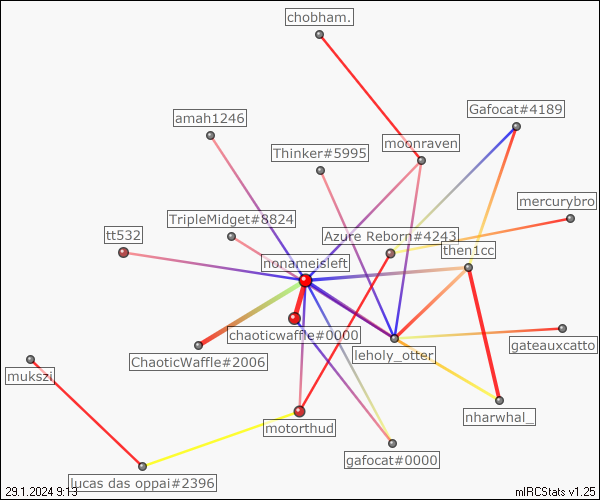 chobham.
Gafocat#4189
amah1246
moonraven
Thinker#5995
mercurybro
TripleMidget#8824
tt532
Azure Reborn#4243
then1cc
nonameisleft
chaoticwaffle#0000
ChaoticWaffle#2006
leholy_otter
gateauxcatto
mukszi
nharwhal_
motorthud
gafocat#0000
lucas das oppai#2396
29.1.2024 9:13
mIRCStats v1.25